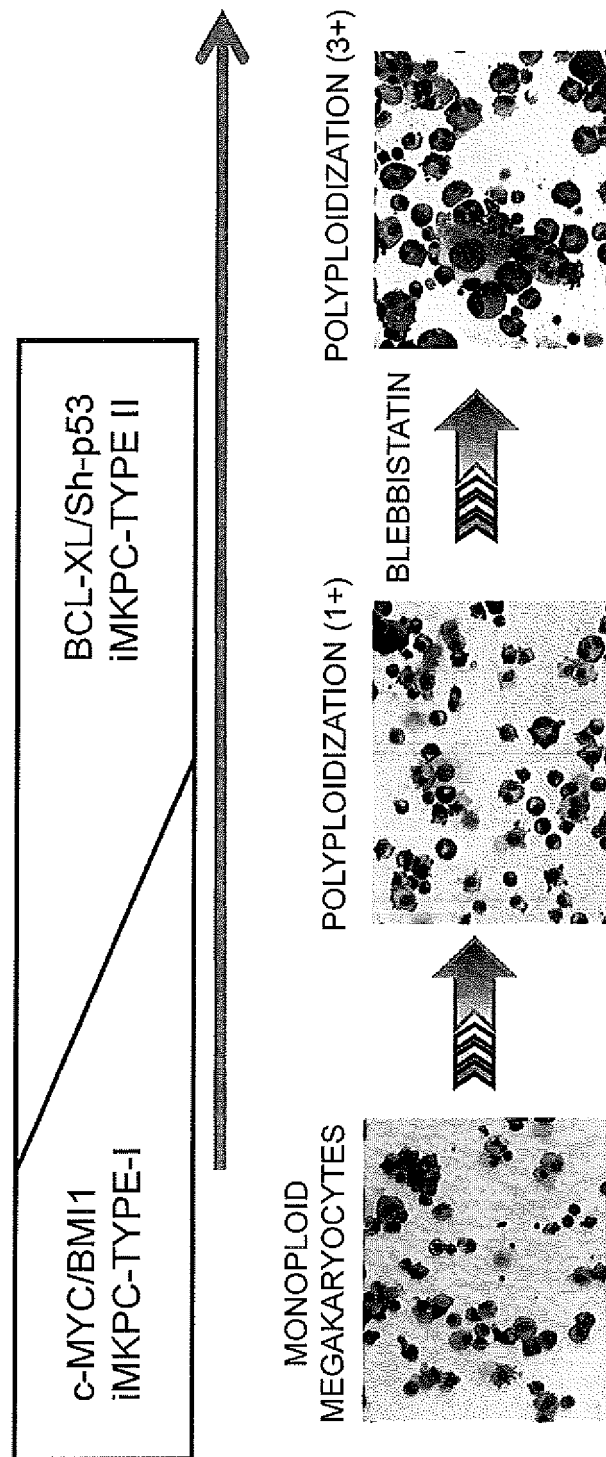 c-MYC/BMI1
iMKPC-TYPE-I
BCL-XL/Sh-p53
iMKPC-TYPE II
MONOPLOID
MEGAKARYOCYTES
POLYPLOIDIZATION (1+)
BLEBBISTATIN
POLYPLOIDIZATION (3+)